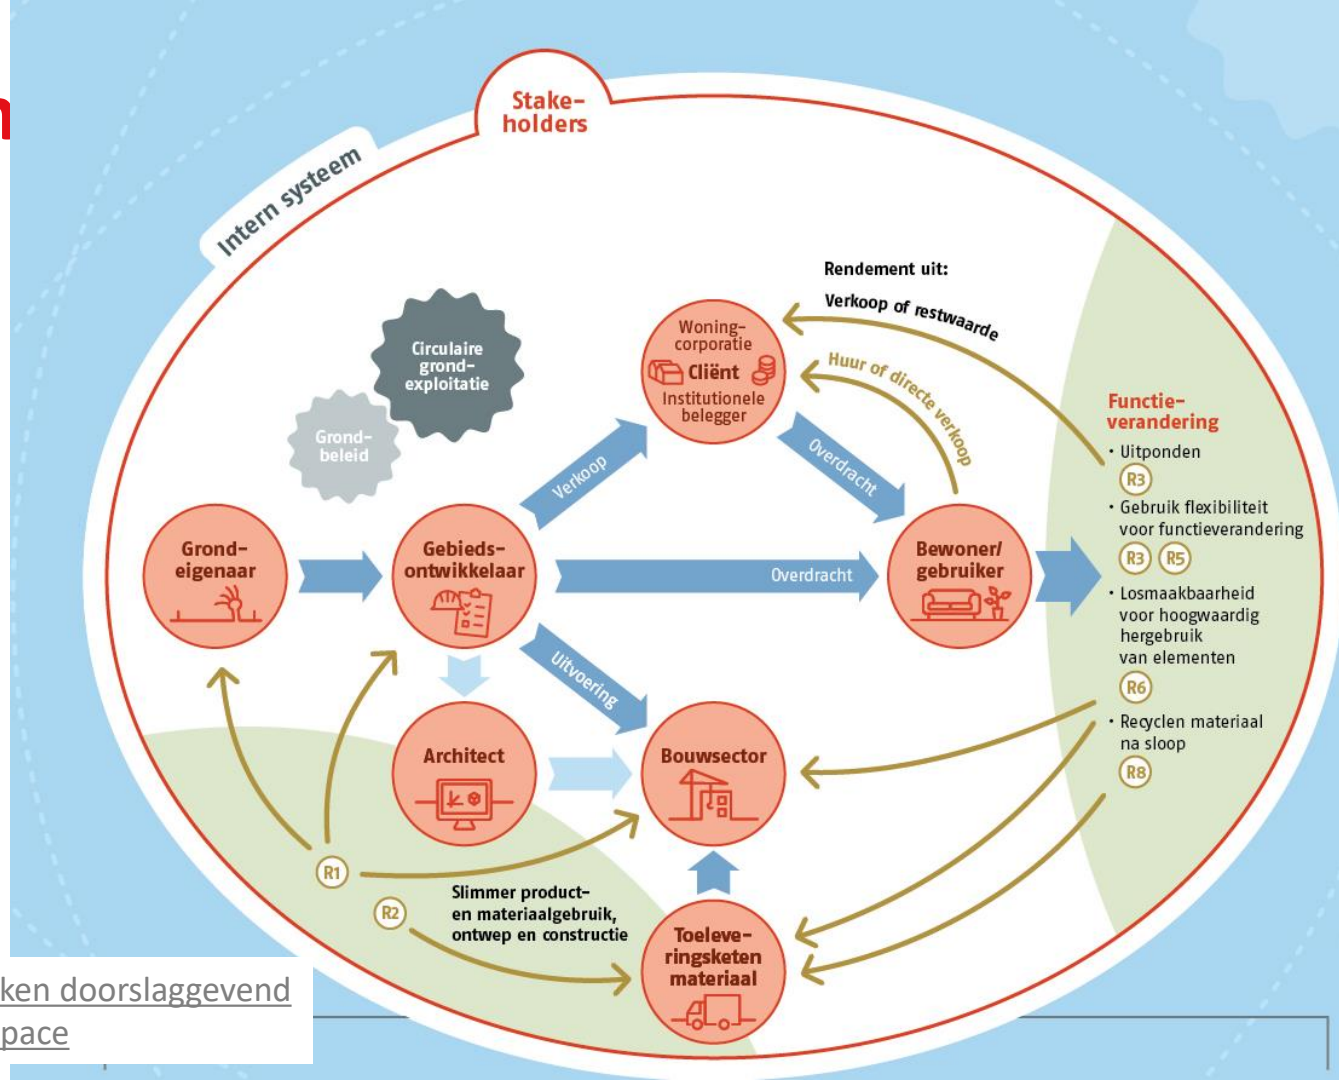 Stake-
holders
Intern systeem
Rendement uit:
Verkoop of restwaarde
Huur of directe verkoop
Woning-
corporatie
Cliënt
Institutionele
belegger
Circulaire
grond-
exploitatie
Grond-
beleid
Verkoop
Overdracht
Functie-
verandering
· Uitponden
R3
· Gebruik flexibiliteit
voor functieverandering
R3 R5
· Losmaakbaarheid
voor hoogwaardig
hergebruik
van elementen
R6
· Recyclen materiaal
na sloop
R8
Grond-
eigenaar
Gebieds-
ontwikkelaar
Overdracht
Bewoner/
gebruiker
Uitvoering
Architect
Bouwsector
R1
R2
Slimmer product-
en materiaalgebruik,
ontwep en constructie
Toeleve-
ringsketen
materiaal
ken doorslaggevend
pace